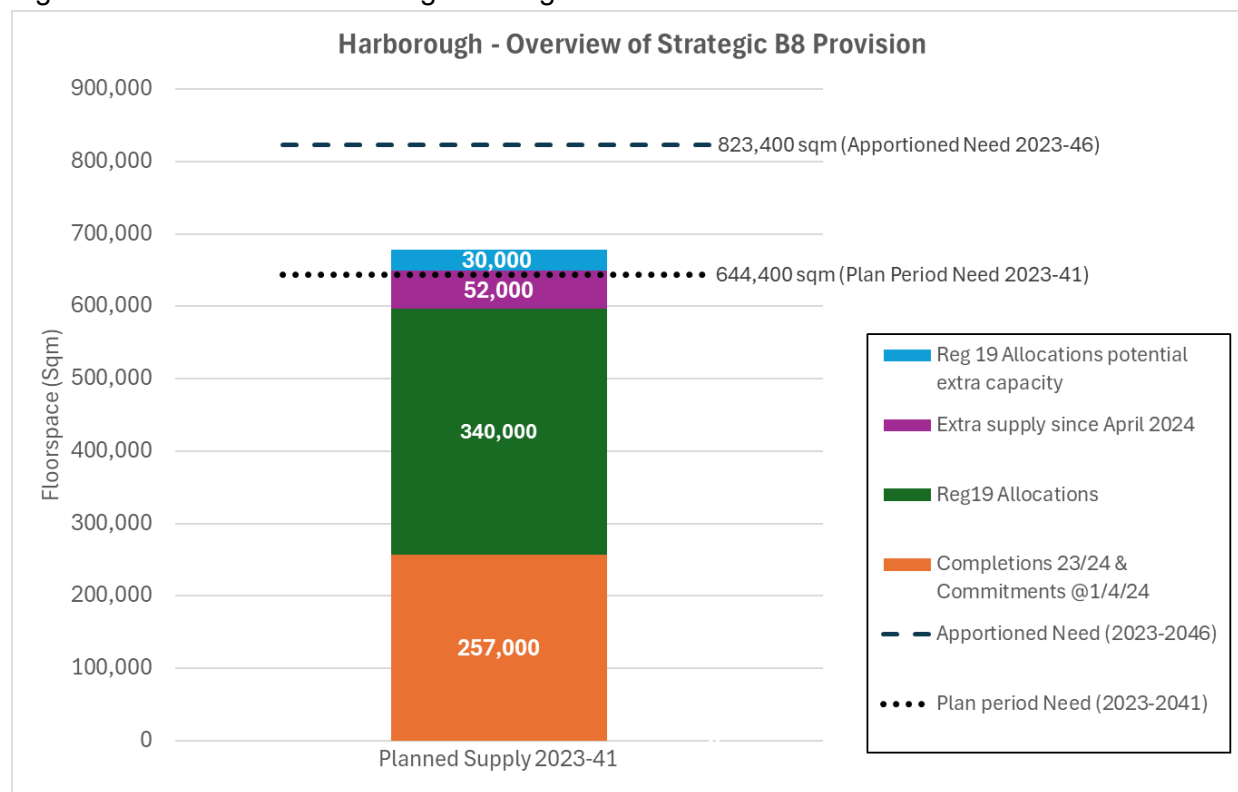 Harborough - Overview of Strategic B8 Provision
900,000
800,000
700,000
600,000
500,000
400,000
300,000
200,000
100,000
0
Floorspace (Sqm)
823,400 sqm (Apportioned Need 2023-46)
644,400 sqm (Plan Period Need 2023-41)
30,000
52,000
340,000
257,000
Planned Supply 2023-41
Reg 19 Allocations potential
extra capacity
Extra supply since April 2024
Reg19 Allocations
Completions 23/24 &
Commitments @1/4/24
Apportioned Need (2023-2046)
Plan period Need (2023-2041)